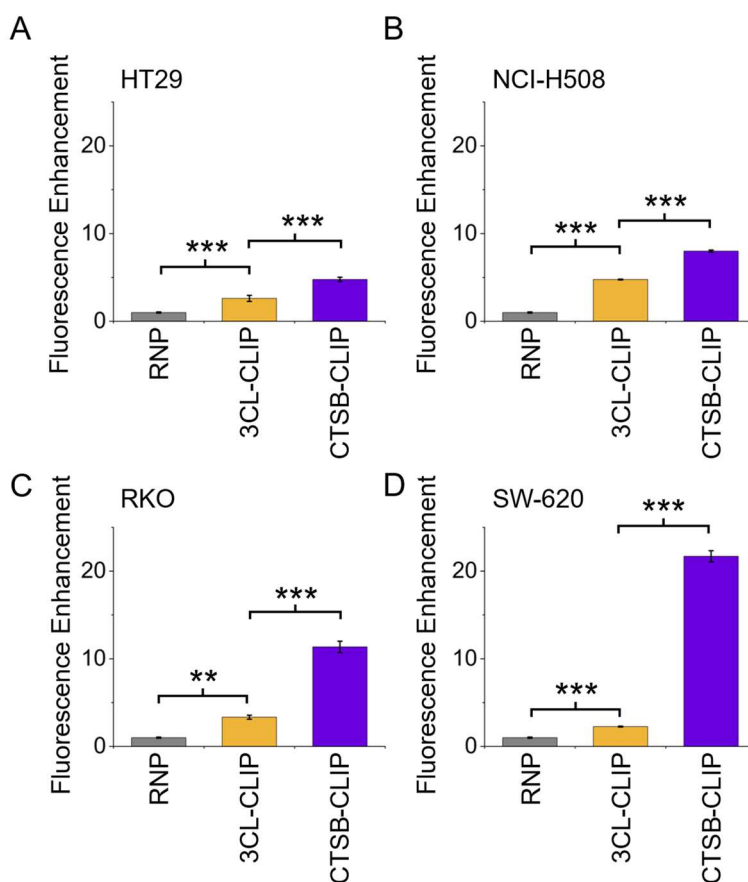 A
HT29
Fluorescence Enhancement
20
10
0
***
***
RNP
3CL-CLIP
CTSB-CLIP
B
NCI-H508
Fluorescence Enhancement
20
10
0
***
***
RNP
3CL-CLIP
CTSB-CLIP
C
RKO
Fluorescence Enhancement
20
10
0
**
***
RNP
3CL-CLIP
CTSB-CLIP
D
SW-620
Fluorescence Enhancement
20
10
0
***
***
RNP
3CL-CLIP
CTSB-CLIP